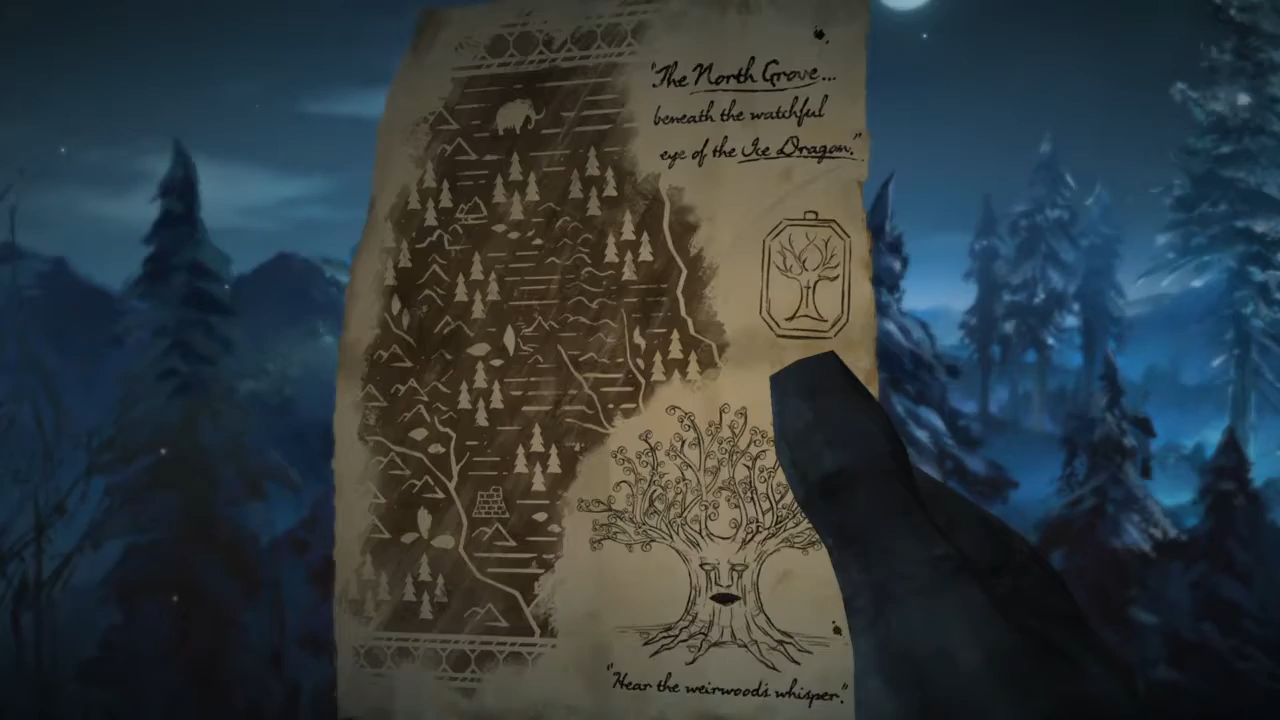 "The North Grove...
beneath the watchful
eye of the Ice Dragon."
"Hear the weirwood's whisper."